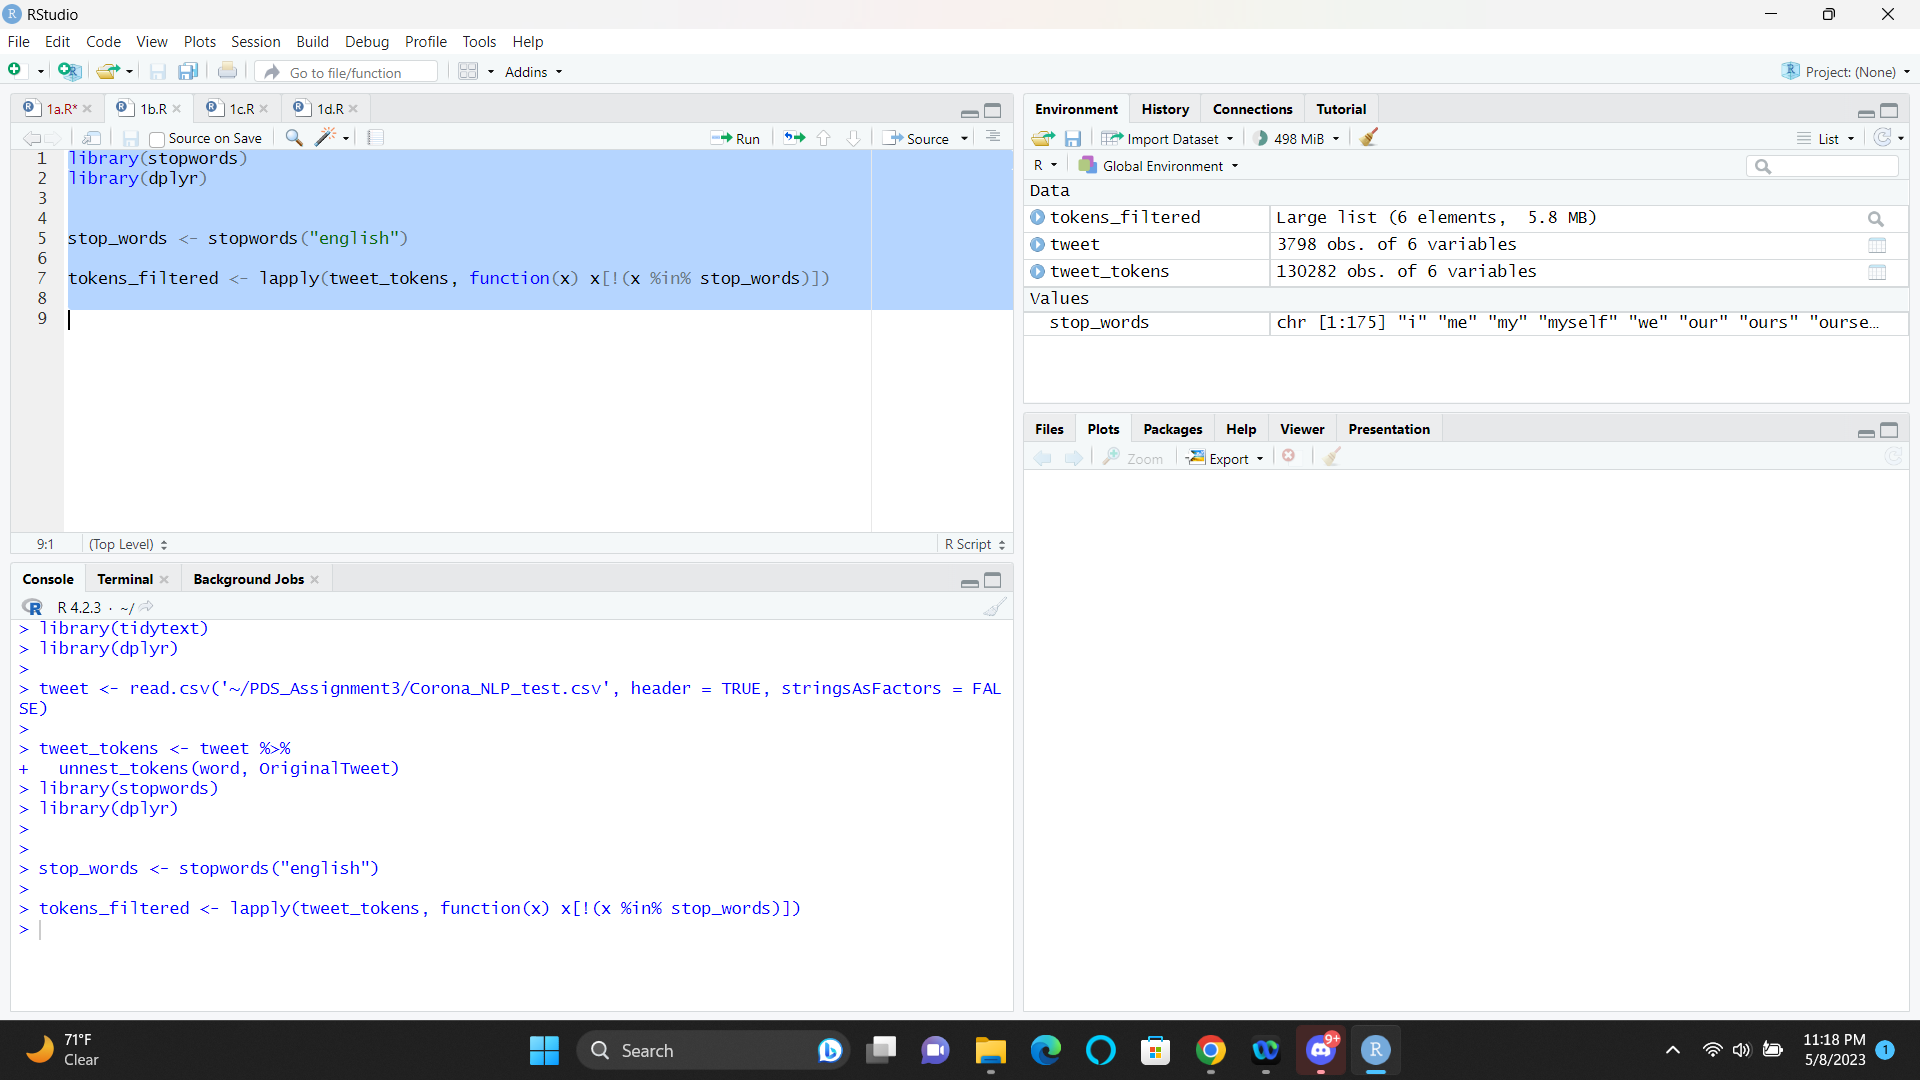 RStudio
File Edit Code View Plots Session Build Debug Profile Tools Help
Go to file/function Addins Project: (None)
1a.R* 1b.R 1c.R 1d.R
Source on Save Run Source
1 library(stopwords)
2 library(dplyr)
3
4
5 stop_words <- stopwords("english")
6
7 tokens_filtered <- lapply(tweet_tokens, function(x) x[!(x %in% stop_words)])
8
9
9:1 (Top Level) R Script
Console Terminal Background Jobs
R 4.2.3 · ~/
> library(tidytext)
> library(dplyr)
>
> tweet <- read.csv('~/PDS_Assignment3/Corona_NLP_test.csv', header = TRUE, stringsAsFactors = FAL
SE)
>
> tweet_tokens <- tweet %>%
+   unnest_tokens(word, OriginalTweet)
> library(stopwords)
> library(dplyr)
>
>
> stop_words <- stopwords("english")
>
> tokens_filtered <- lapply(tweet_tokens, function(x) x[!(x %in% stop_words)])
>
Environment History Connections Tutorial
Import Dataset 498 MiB List
R Global Environment
Data
tokens_filtered Large list (6 elements, 5.8 MB)
tweet 3798 obs. of 6 variables
tweet_tokens 130282 obs. of 6 variables
Values
stop_words chr [1:175] "i" "me" "my" "myself" "we" "our" "ours" "ourse…
Files Plots Packages Help Viewer Presentation
Zoom Export
71°F
Clear
Search
9+
11:18 PM
5/8/2023
1